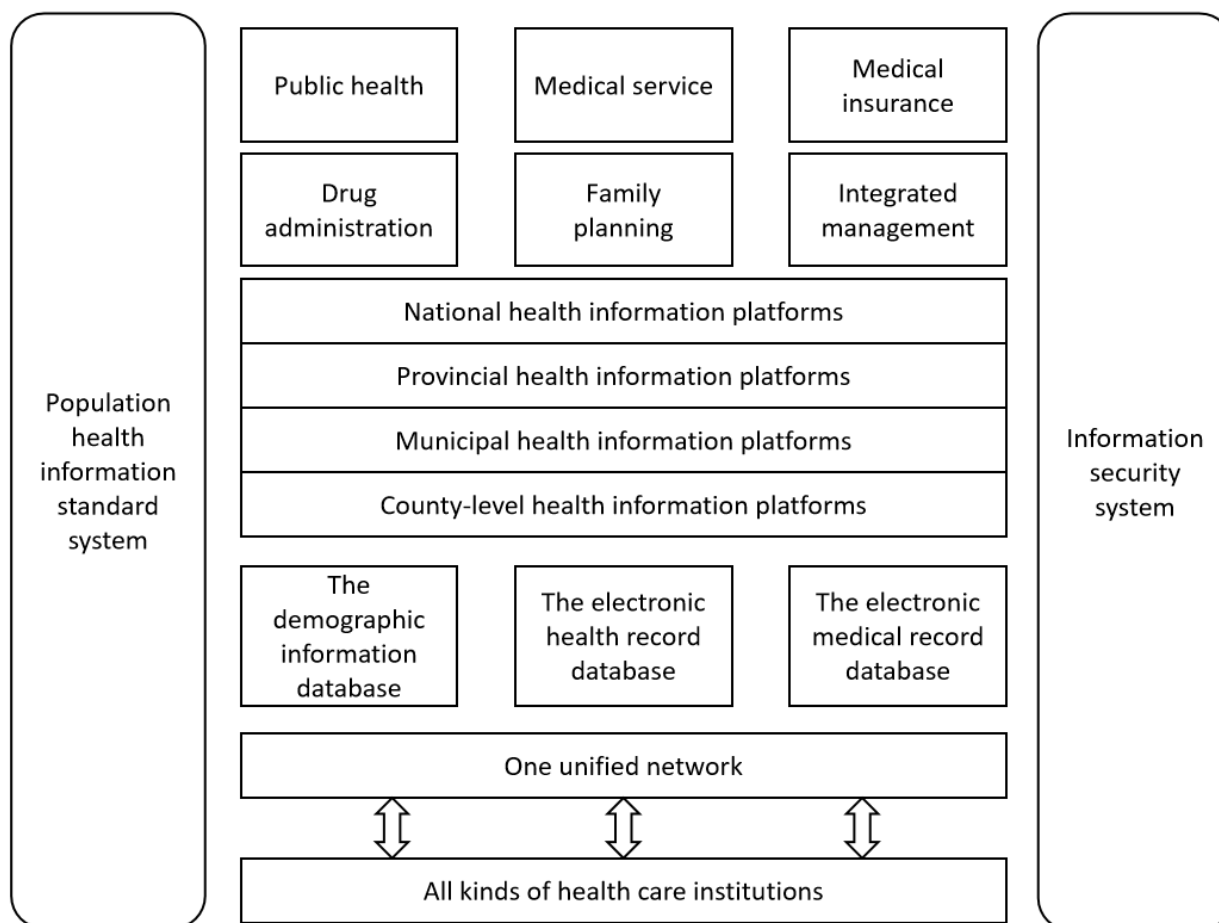 Population
health
information
standard
system
Public health
Medical service
Medical
insurance
Drug
administration
Family
planning
Integrated
management
National health information platforms
Provincial health information platforms
Municipal health information platforms
County-level health information platforms
The
demographic
information
database
The electronic
health record
database
The electronic
medical record
database
One unified network
All kinds of health care institutions
Information
security
system